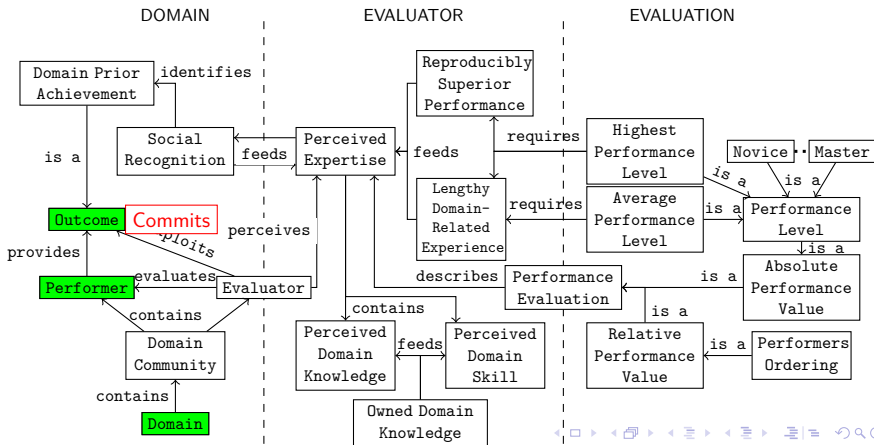 DOMAIN
EVALUATOR
EVALUATION
Domain Prior
Achievement
identifies
Social
Recognition
feeds
is a
Outcome
Commits
ploits
provides
Performer
evaluates
Evaluator
perceives
contains
Domain
Community
contains
Domain
Perceived
Expertise
feeds
Reproducibly
Superior
Performance
Lengthy
Domain-
Related
Experience
requires
requires
describes
Performance
Evaluation
contains
Perceived
Domain
Knowledge
feeds
Perceived
Domain
Skill
Owned Domain
Knowledge
Highest
Performance
Level
Average
Performance
Level
is a
is a
Novice
··
Master
is a
Performance
Level
is a
Absolute
Performance
Value
is a
is a
Relative
Performance
Value
is a
Performers
Ordering